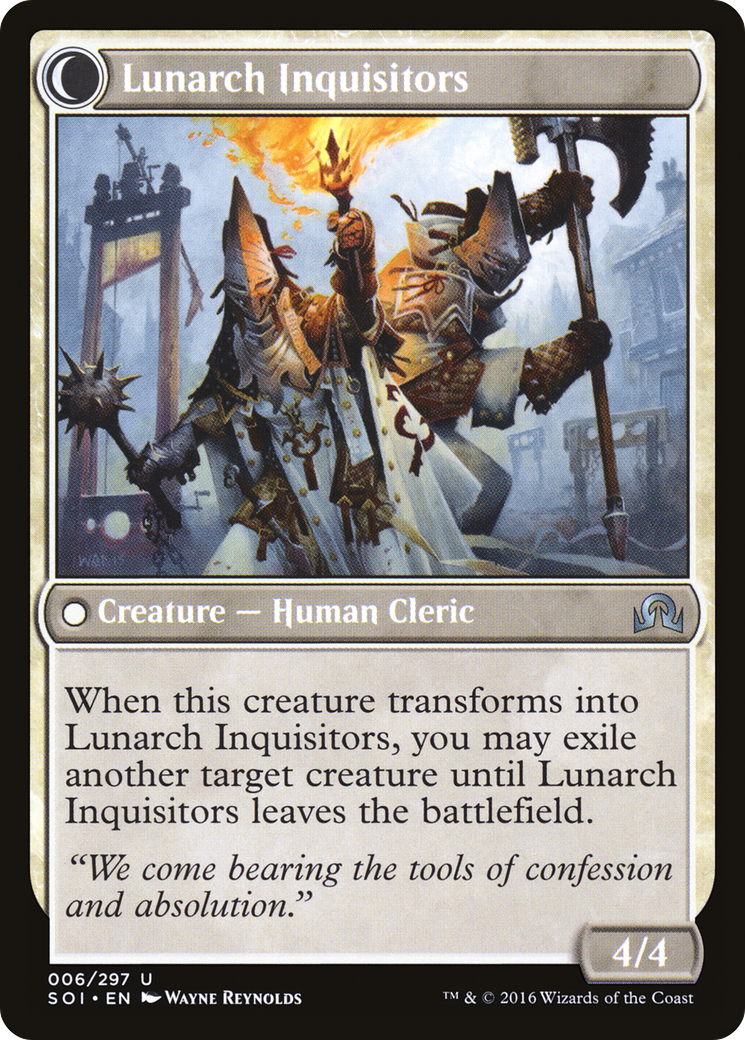 Lunarch Inquisitors
Creature — Human Cleric
When this creature transforms into
Lunarch Inquisitors, you may exile
another target creature until Lunarch
Inquisitors leaves the battlefield.
“We come bearing the tools of confession
and absolution.”
4/4
006/297 U
SOI • EN Wayne Reynolds
™ & © 2016 Wizards of the Coast